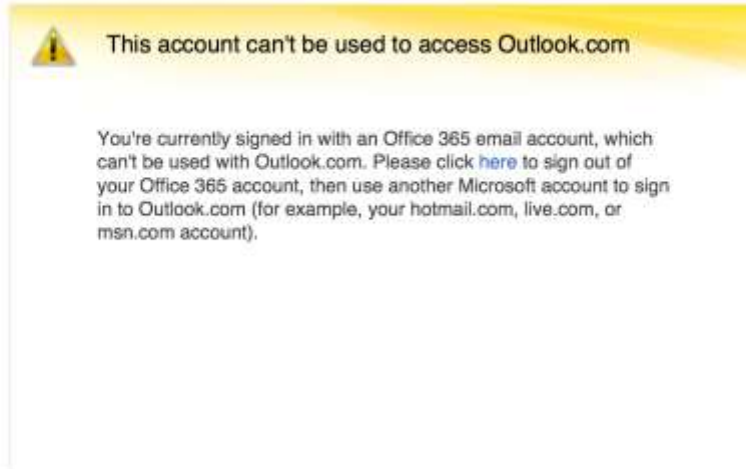 This account can't be used to access Outlook.com
You're currently signed in with an Office 365 email account, which
can't be used with Outlook.com. Please click here to sign out of
your Office 365 account, then use another Microsoft account to sign
in to Outlook.com (for example, your hotmail.com, live.com, or
msn.com account).